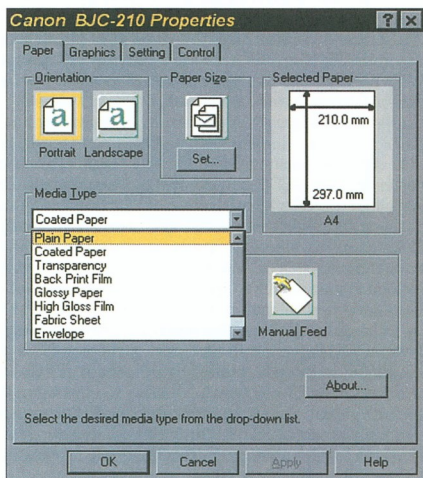 Canon BJC-210 Properties
Paper Graphics Setting Control
Orientation
Portrait Landscape
Paper Size
Set...
Selected Paper
210.0 mm
297.0 mm
A4
Media Type
Coated Paper
Plain Paper
Coated Paper
Transparency
Back Print Film
Glossy Paper
High Gloss Film
Fabric Sheet
Envelope
Manual Feed
About...
Select the desired media type from the drop-down list.
OK Cancel Apply Help